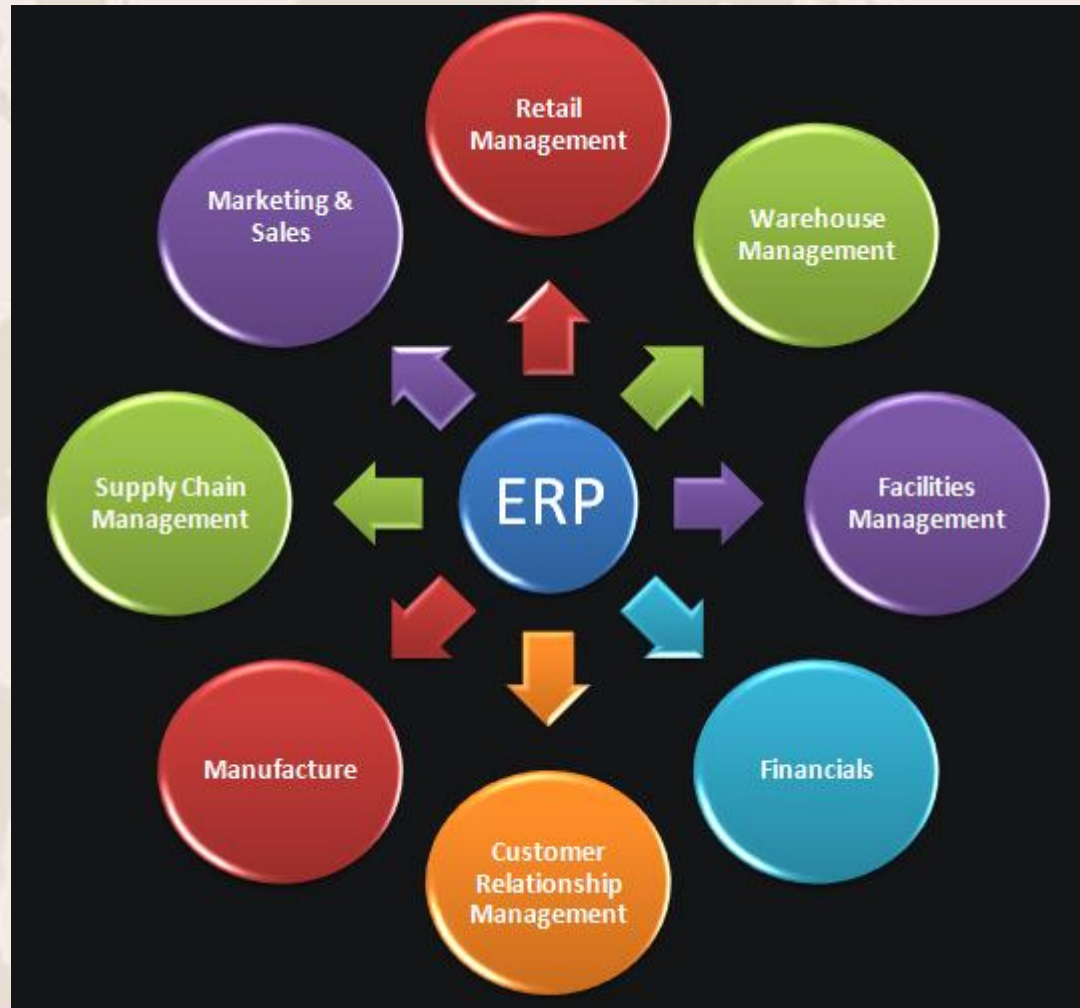 Retail
Management
Marketing &
Sales
Warehouse
Management
ERP
Supply Chain
Management
Facilities
Management
Manufacture
Financials
Customer
Relationship
Management